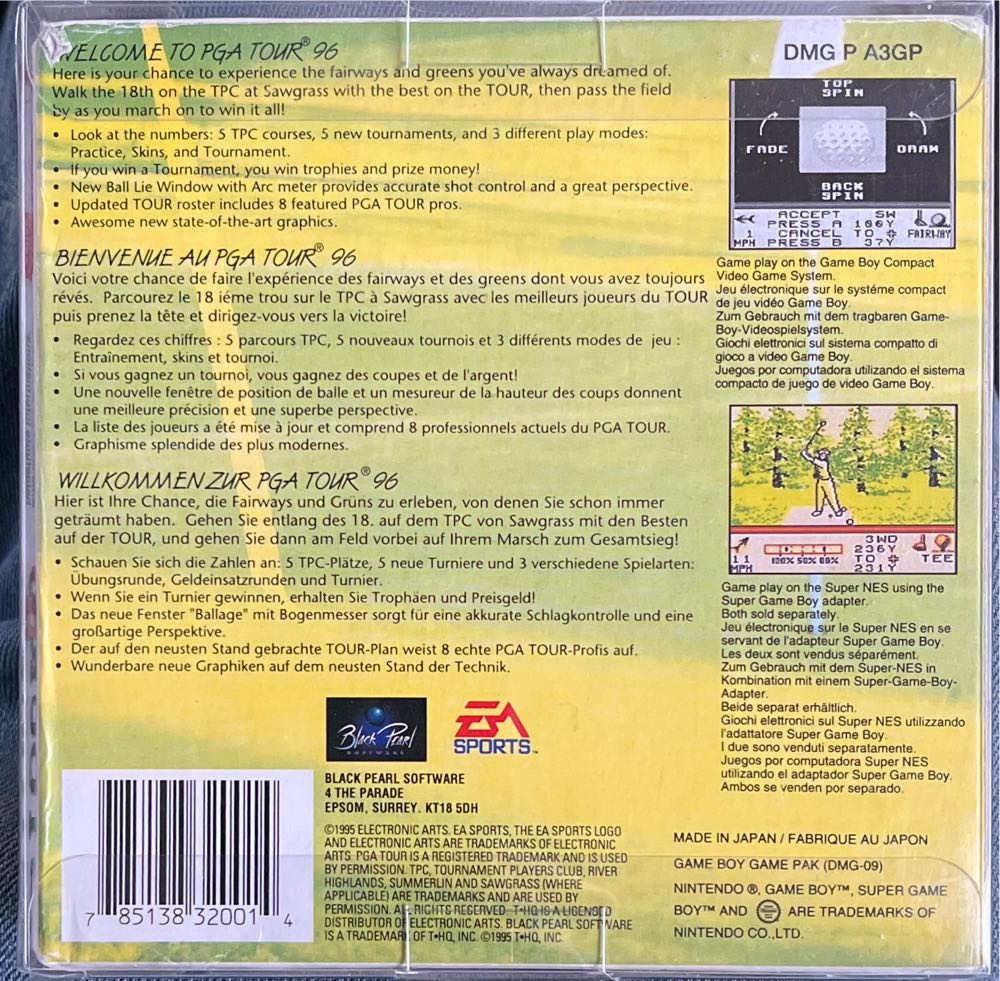 WELCOME TO PGA TOUR® 96
Here is your chance to experience the fairways and greens you've always dreamed of.
Walk the 18th on the TPC at Sawgrass with the best on the TOUR, then pass the field
by as you march on to win it all!
• Look at the numbers: 5 TPC courses, 5 new tournaments, and 3 different play modes:
Practice, Skins, and Tournament.
• If you win a Tournament, you win trophies and prize money!
• New Ball Lie Window with Arc meter provides accurate shot control and a great perspective.
• Updated TOUR roster includes 8 featured PGA TOUR pros.
• Awesome new state-of-the-art graphics.
BIENVENUE AU PGA TOUR® 96
Voici votre chance de faire l'expérience des fairways et des greens dont vous avez toujours
révés. Parcourez le 18 iéme trou sur le TPC à Sawgrass avec les meilleurs joueurs du TOUR
puis prenez la tête et dirigez-vous vers la victoire!
• Regardez ces chiffres : 5 parcours TPC, 5 nouveaux tournois et 3 différents modes de jeu :
Entraînement, skins et tournoi.
• Si vous gagnez un tournoi, vous gagnez des coupes et de l'argent!
• Une nouvelle fenêtre de position de balle et un mesureur de la hauteur des coups donnent
une meilleure précision et une superbe perspective.
• La liste des joueurs a été mise à jour et comprend 8 professionnels actuels du PGA TOUR.
• Graphisme splendide des plus modernes.
WILLKOMMEN ZUR PGA TOUR® 96
Hier ist Ihre Chance, die Fairways und Grüns zu erleben, von denen Sie schon immer
geträumt haben. Gehen Sie entlang des 18. auf dem TPC von Sawgrass mit den Besten
auf der TOUR, und gehen Sie dann am Feld vorbei auf Ihrem Marsch zum Gesamtsieg!
• Schauen Sie sich die Zahlen an: 5 TPC-Plätze, 5 neue Turniere und 3 verschiedene Spielarten:
Übungsrunde, Geldeinsatzrunden und Turnier.
• Wenn Sie ein Turnier gewinnen, erhalten Sie Trophäen und Preisgeld!
• Das neue Fenster "Ballage" mit Bogenmesser sorgt für eine akkurate Schlagkontrolle und eine
großartige Perspektive.
• Der auf den neusten Stand gebrachte TOUR-Plan weist 8 echte PGA TOUR-Profis auf.
• Wunderbare neue Graphiken auf dem neusten Stand der Technik.
DMG P A3GP
TOP
SPIN
FADE DRAW
BACK
SPIN
ACCEPT SW
PRESS A 100Y
1 CANCEL TO FAIRWAY
MPH PRESS B 37Y
Game play on the Game Boy Compact
Video Game System.
Jeu électronique sur le systéme compact
de jeu vidéo Game Boy.
Zum Gebrauch mit dem tragbaren Game-
Boy-Videospielsystem.
Giochi elettronici sul sistema compatto di
gioco a video Game Boy.
Juegos por computadora utilizando el sistema
compacto de juego de video Game Boy.
3WD
236Y
11 100% 50% 00% TO TEE
MPH 231Y
Game play on the Super NES using the
Super Game Boy adapter.
Both sold separately.
Jeu électronique sur le Super NES en se
servant de l'adapteur Super Game Boy.
Les deux sont vendus séparément.
Zum Gebrauch mit dem Super-NES in
Kombination mit einem Super-Game-Boy-
Adapter.
Beide separat erhältlich.
Giochi elettronici sul Super NES utilizzando
l'adattatore Super Game Boy.
I due sono venduti separatamente.
Juegos por computadora Super NES
utilizando el adaptador Super Game Boy.
Ambos se venden por separado.
Black Pearl
SOFTWARE
EA
SPORTS™
BLACK PEARL SOFTWARE
4 THE PARADE
EPSOM, SURREY. KT18 5DH
©1995 ELECTRONIC ARTS. EA SPORTS, THE EA SPORTS LOGO
AND ELECTRONIC ARTS ARE TRADEMARKS OF ELECTRONIC
ARTS. PGA TOUR IS A REGISTERED TRADEMARK AND IS USED
BY PERMISSION. TPC, TOURNAMENT PLAYERS CLUB, RIVER
HIGHLANDS, SUMMERLIN AND SAWGRASS (WHERE
APPLICABLE) ARE TRADEMARKS AND ARE USED BY
PERMISSION. ALL RIGHTS RESERVED. T•HQ IS A LICENSED
DISTRIBUTOR OF ELECTRONIC ARTS. BLACK PEARL SOFTWARE
IS A TRADEMARK OF T•HQ, INC. ©1995 T•HQ, INC.
7 85138 32001 4
MADE IN JAPAN / FABRIQUE AU JAPON
GAME BOY GAME PAK (DMG-09)
NINTENDO ®, GAME BOY™, SUPER GAME
BOY™ AND ARE TRADEMARKS OF
NINTENDO CO.,LTD.